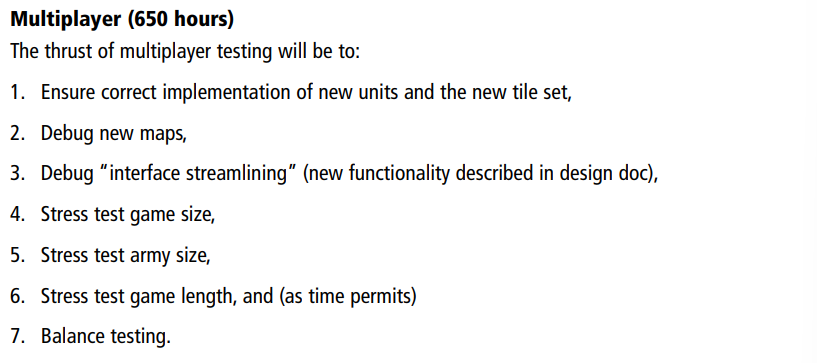 Multiplayer (650 hours)
The thrust of multiplayer testing will be to:
1. Ensure correct implementation of new units and the new tile set,
2. Debug new maps,
3. Debug “interface streamlining” (new functionality described in design doc),
4. Stress test game size,
5. Stress test army size,
6. Stress test game length, and (as time permits)
7. Balance testing.